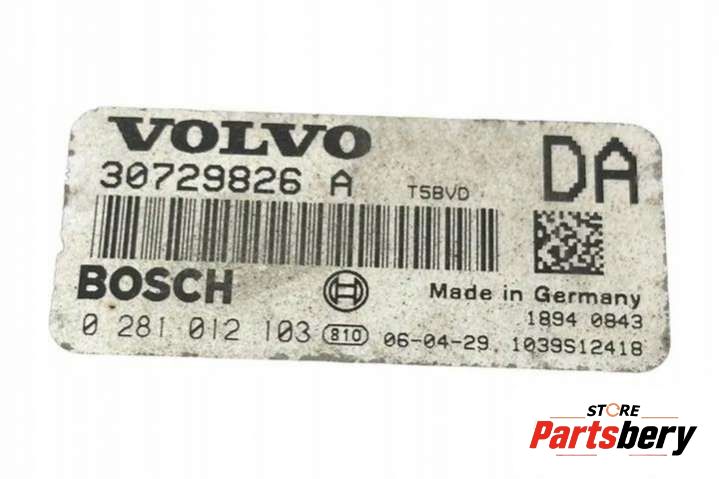 VOLVO
DA
30729826 A T5BVD
BOSCH
Made in Germany
1894 0843
0 281 012 103 810 06-04-29 1039S12418
STORE
Partsbery